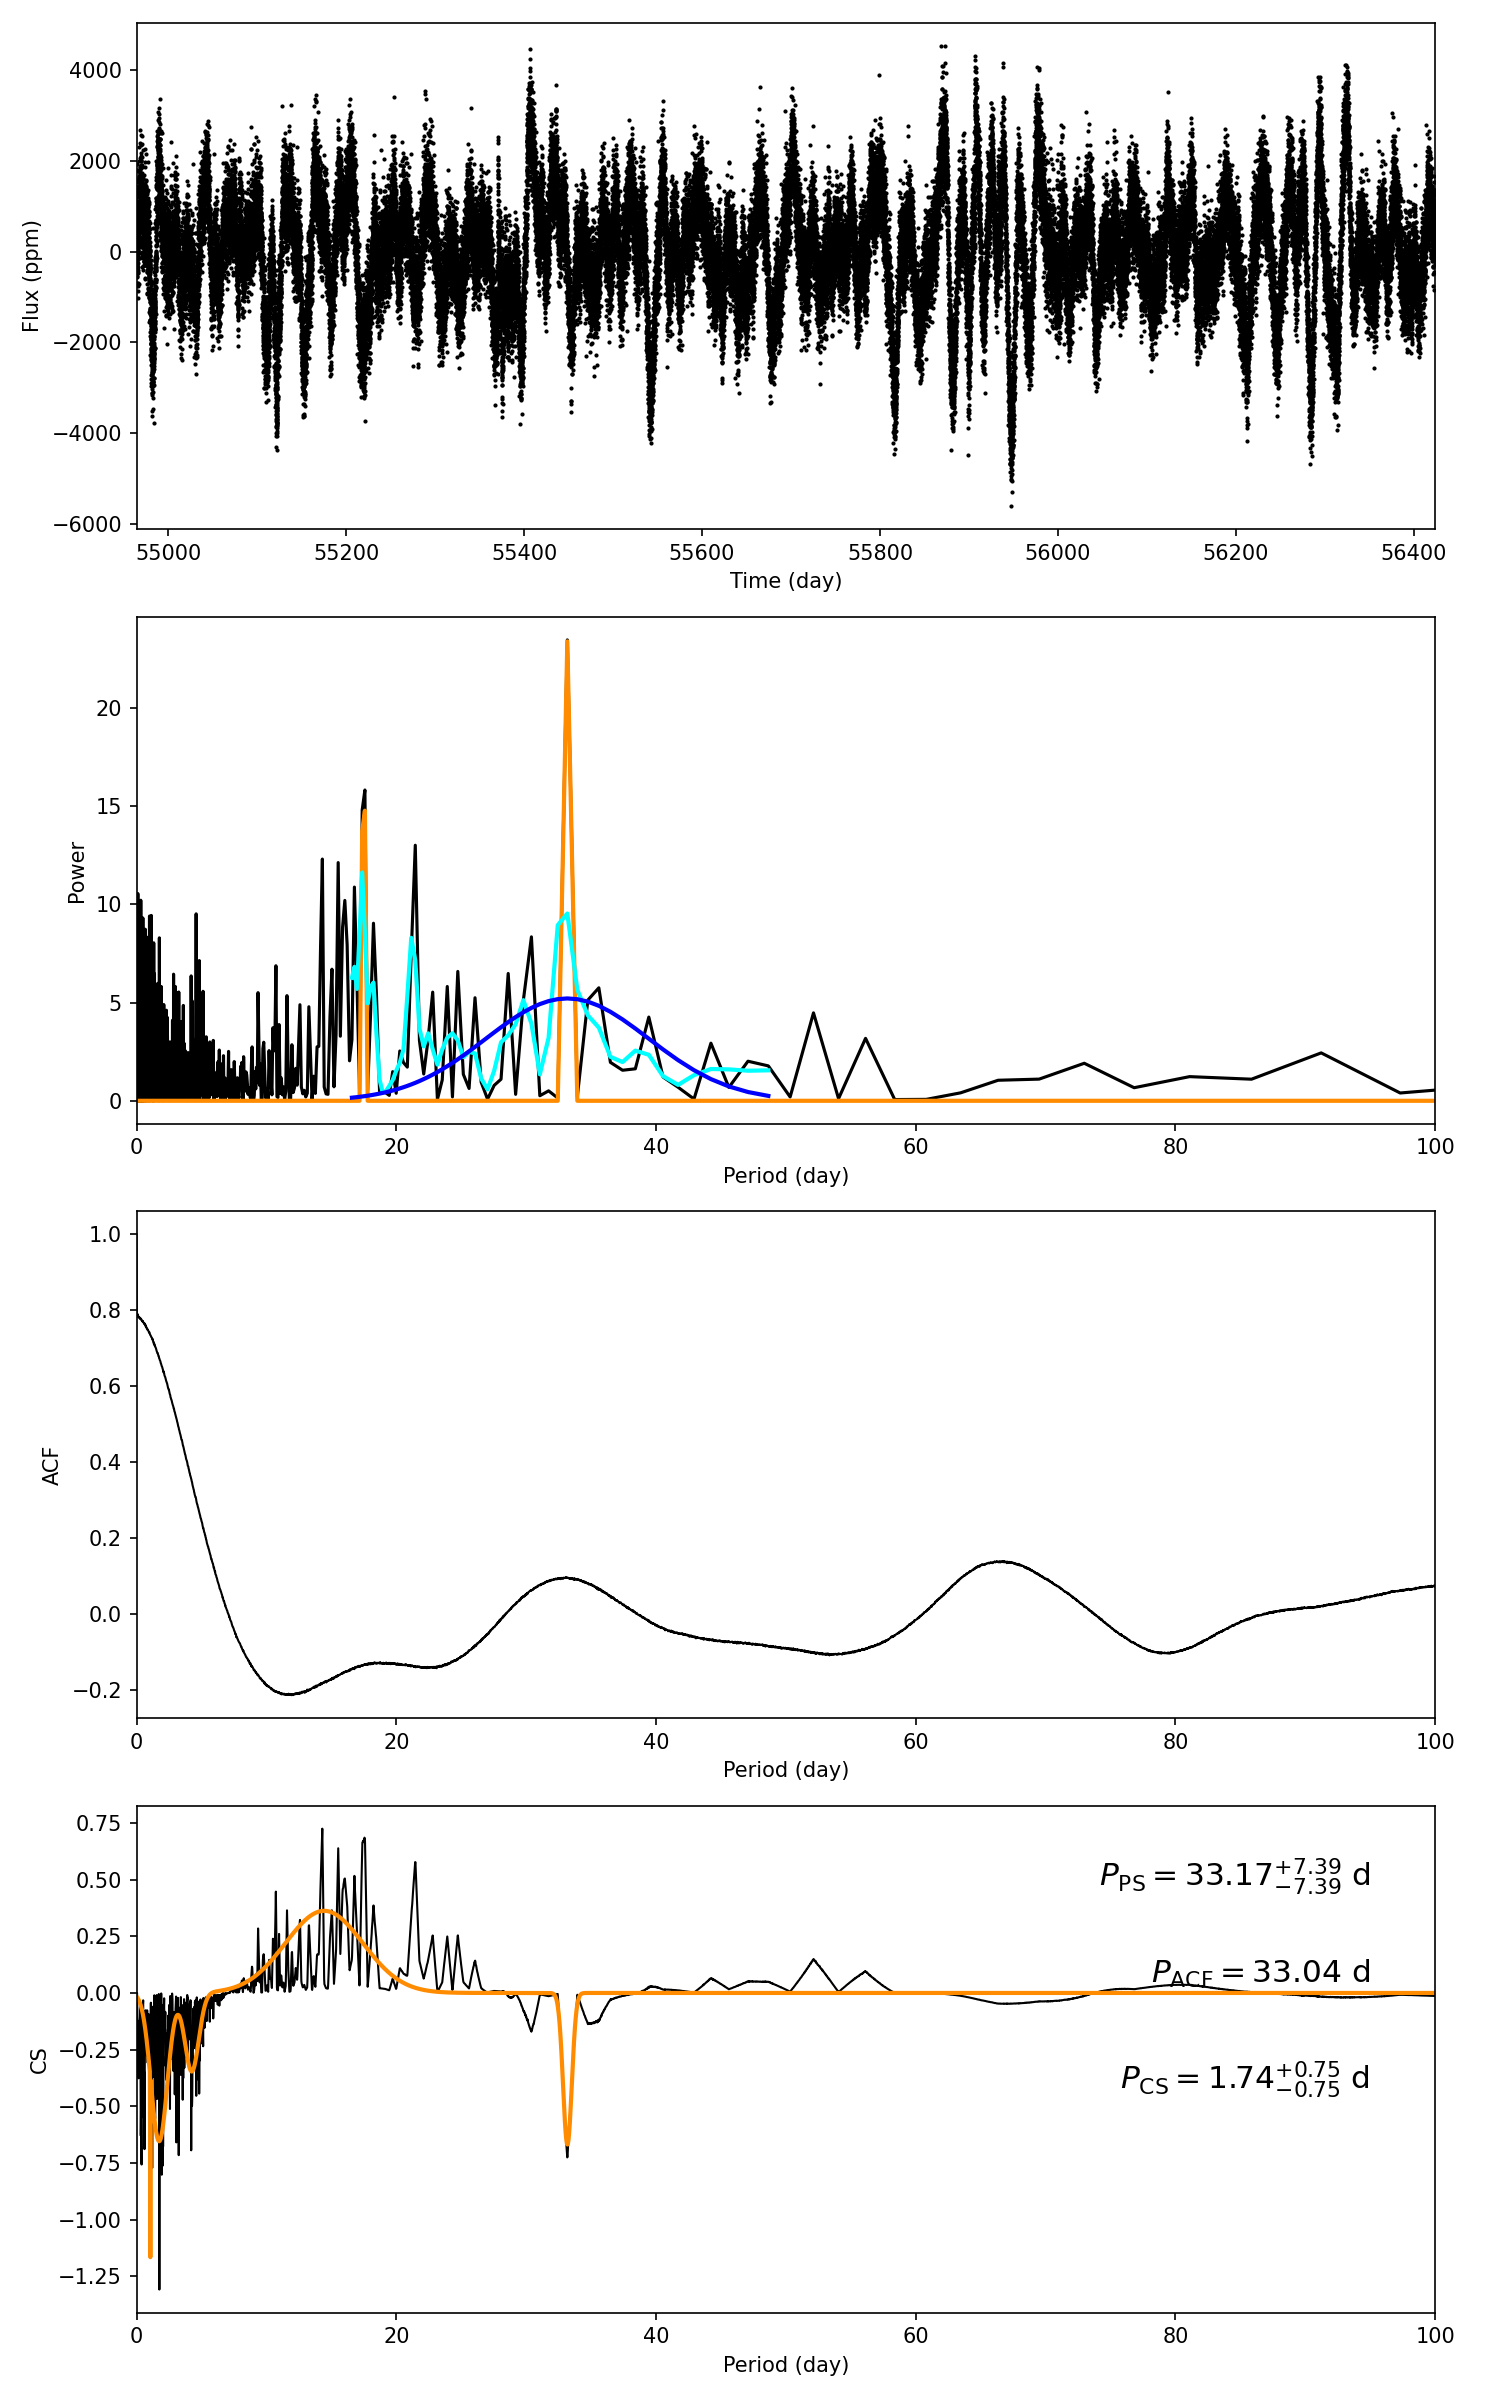 4000
2000
0
−2000
−4000
−6000
Flux (ppm)
55000 55200 55400 55600 55800 56000 56200 56400
Time (day)
20
15
10
5
0
Power
0 20 40 60 80 100
Period (day)
1.0
0.8
0.6
0.4
0.2
0.0
−0.2
ACF
0 20 40 60 80 100
Period (day)
0.75
0.50
0.25
0.00
−0.25
−0.50
−0.75
−1.00
−1.25
CS
P_PS = 33.17^{+7.39}_{−7.39} d
P_ACF = 33.04 d
P_CS = 1.74^{+0.75}_{−0.75} d
0 20 40 60 80 100
Period (day)